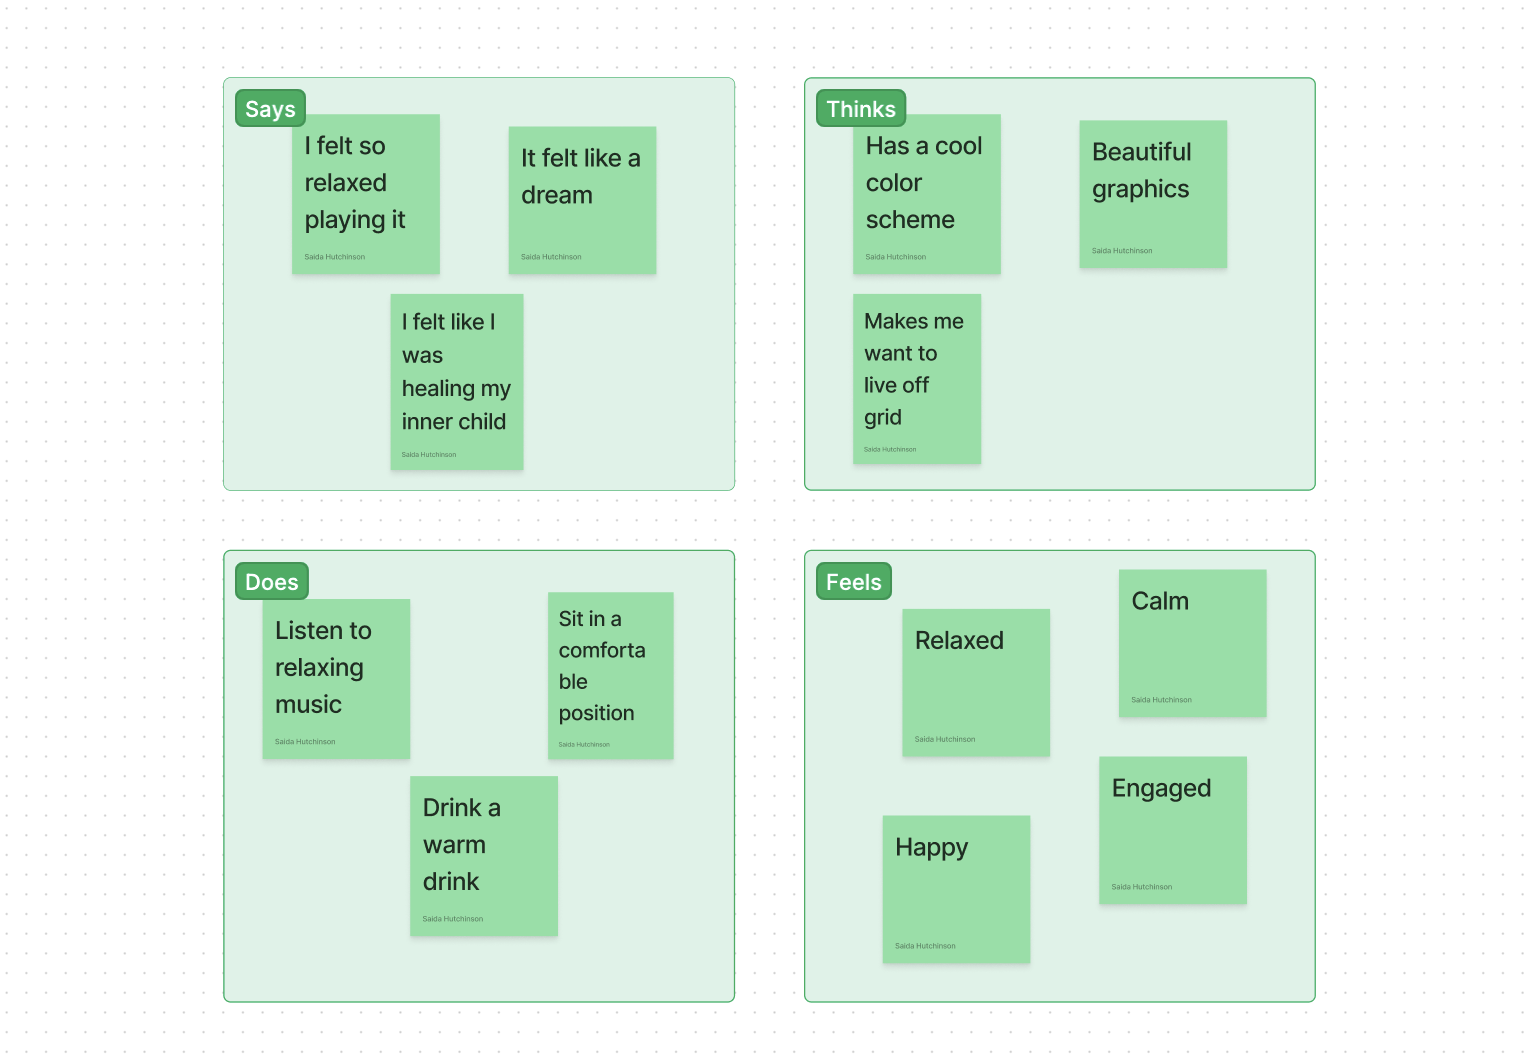 Says
I felt so
relaxed
playing it
Saida Hutchinson
It felt like a
dream
Saida Hutchinson
I felt like I
was
healing my
inner child
Saida Hutchinson
Thinks
Has a cool
color
scheme
Saida Hutchinson
Beautiful
graphics
Saida Hutchinson
Makes me
want to
live off
grid
Saida Hutchinson
Does
Listen to
relaxing
music
Saida Hutchinson
Sit in a
comforta
ble
position
Saida Hutchinson
Drink a
warm
drink
Saida Hutchinson
Feels
Relaxed
Saida Hutchinson
Calm
Saida Hutchinson
Happy
Saida Hutchinson
Engaged
Saida Hutchinson